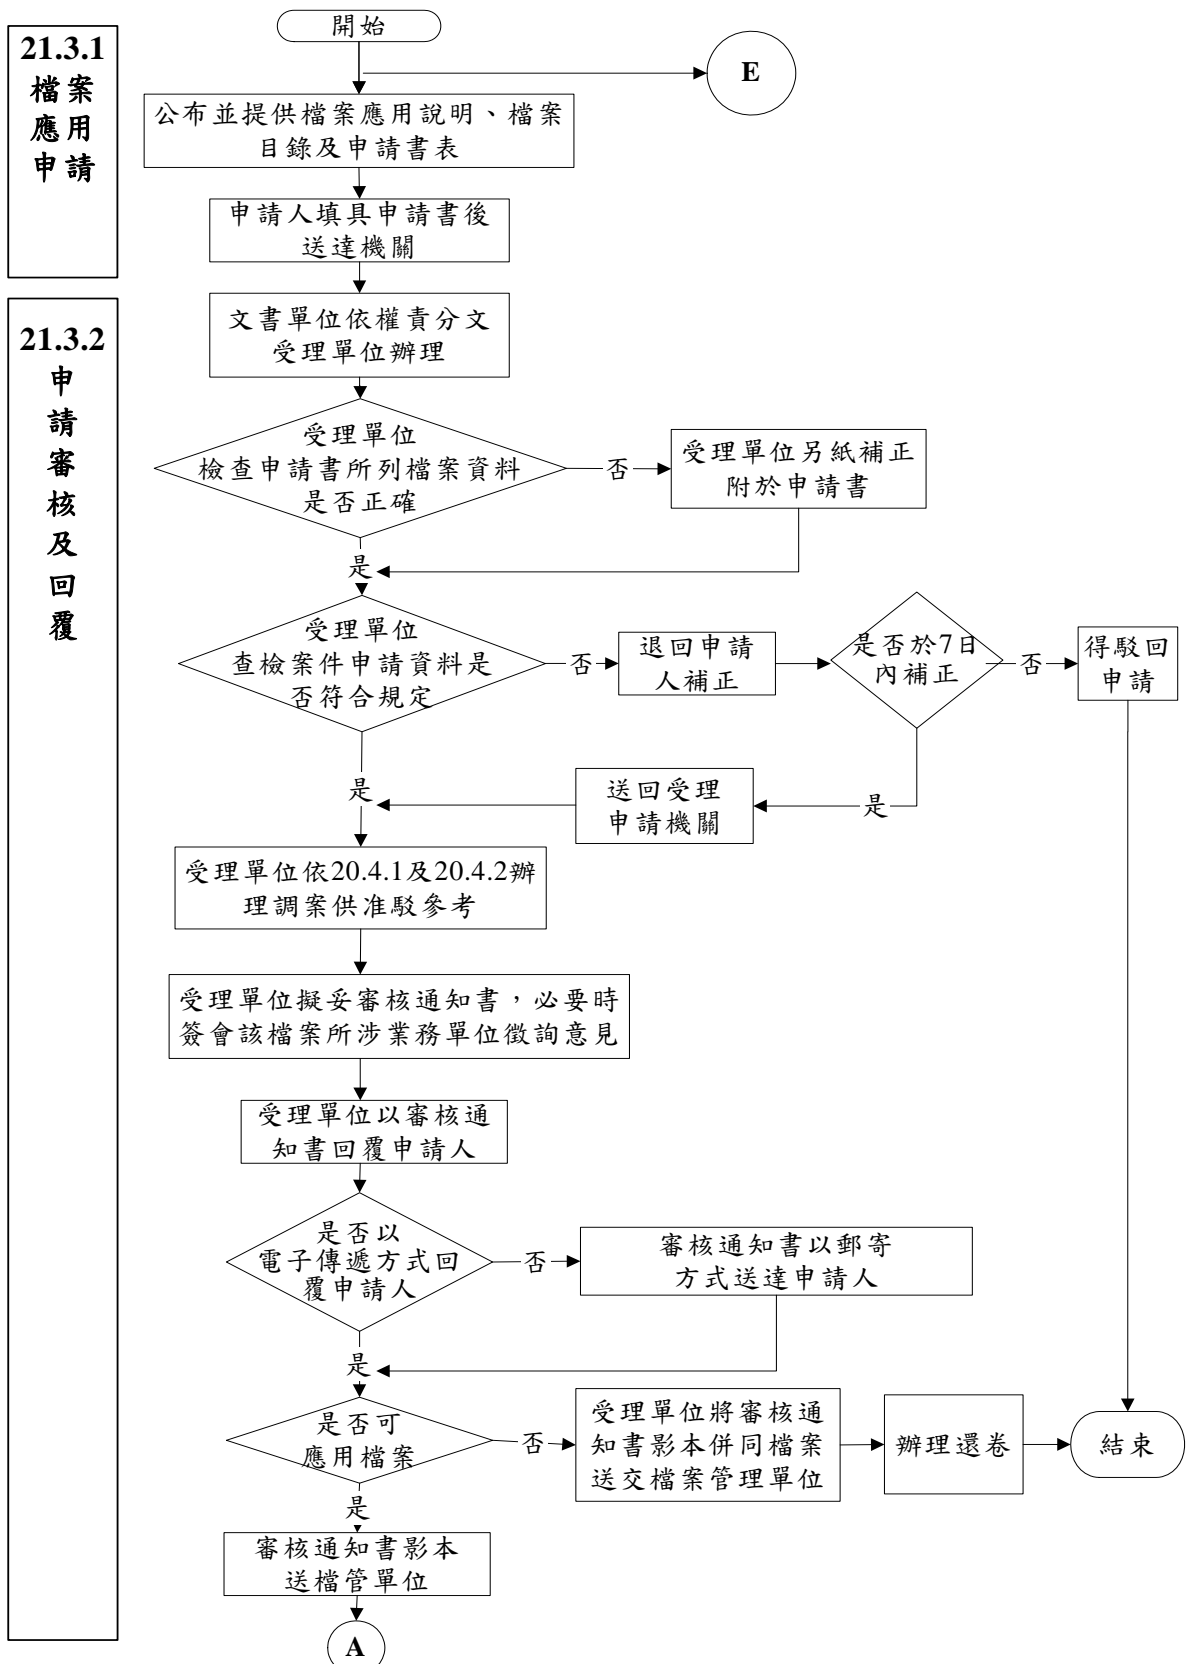 21.3.1
檔案
應用
申請
開始
E
公布並提供檔案應用說明、檔案
目錄及申請書表
申請人填具申請書後
送達機關
21.3.2
申
請
審
核
及
回
覆
文書單位依權責分文
受理單位辦理
受理單位
檢查申請書所列檔案資料
是否正確
否
受理單位另紙補正
附於申請書
是
受理單位
查檢案件申請資料是
否符合規定
否
退回申請
人補正
是否於7日
內補正
否
得駁回
申請
是
送回受理
申請機關
是
受理單位依20.4.1及20.4.2辦
理調案供准駁參考
受理單位擬妥審核通知書，必要時
簽會該檔案所涉業務單位徵詢意見
受理單位以審核通
知書回覆申請人
是否以
電子傳遞方式回
覆申請人
否
審核通知書以郵寄
方式送達申請人
是
是否可
應用檔案
否
受理單位將審核通
知書影本併同檔案
送交檔案管理單位
辦理還卷
結束
是
審核通知書影本
送檔管單位
A